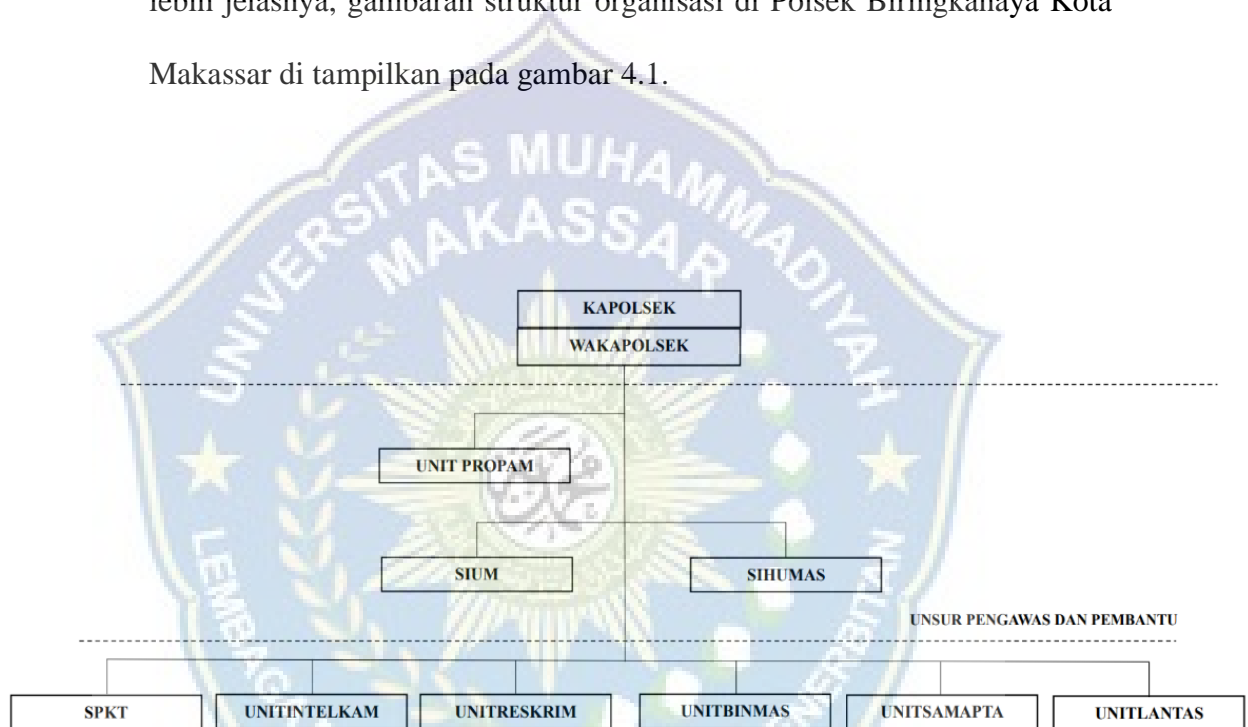 lebih jelasnya, gambaran struktur organisasi di Polsek Biringkanaya Kota
Makassar di tampilkan pada gambar 4.1.
UNIVERSITAS MUHAMMADIYAH
MAKASSAR
KAPOLSEK
WAKAPOLSEK
UNIT PROPAM
SIUM
SIHUMAS
UNSUR PENGAWAS DAN PEMBANTU
SPKT
UNITINTELKAM
UNITRESKRIM
UNITBINMAS
UNITSAMAPTA
UNITLANTAS